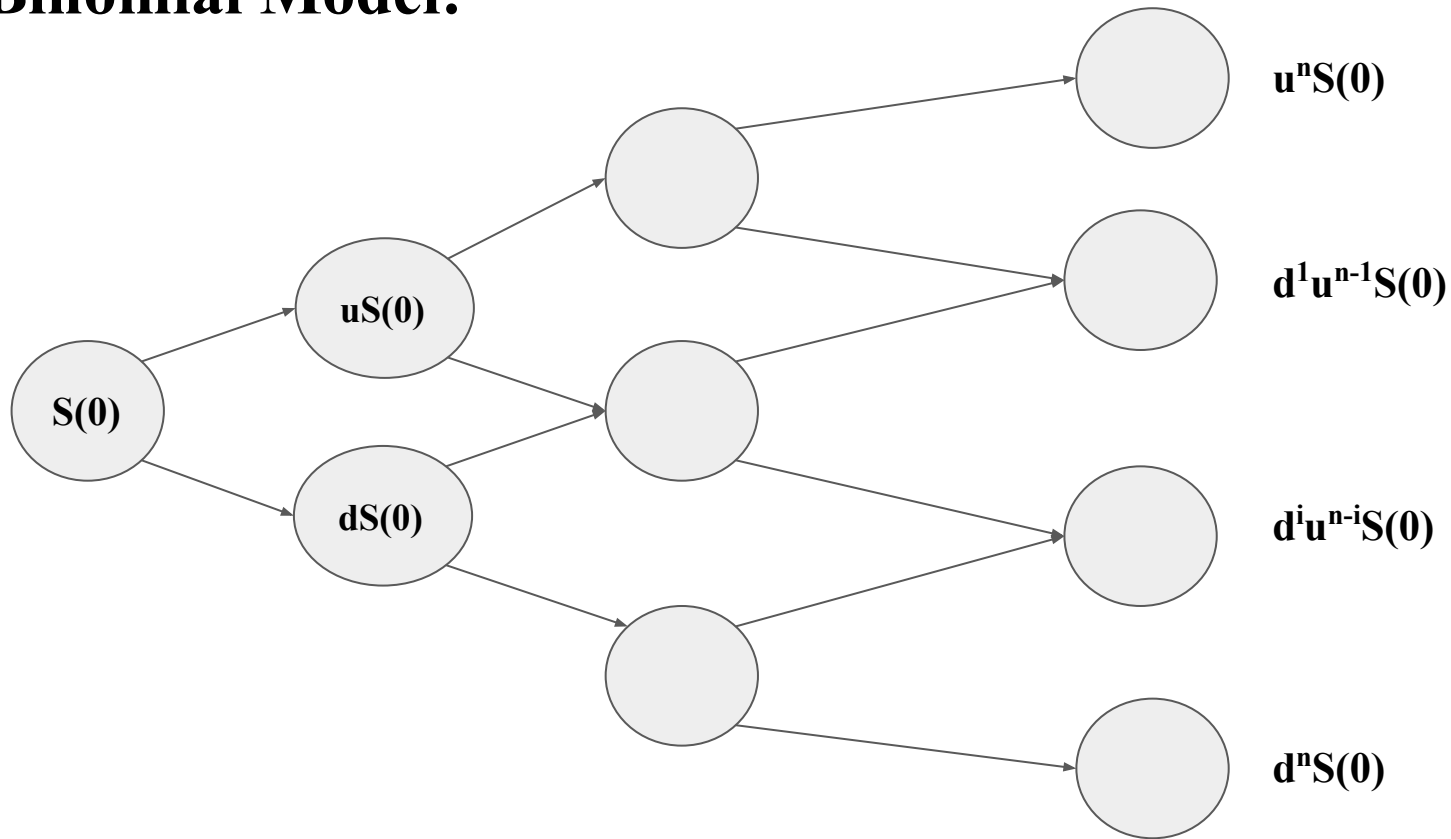 Binomial Model:
uⁿS(0)
d¹uⁿ⁻¹S(0)
uS(0)
S(0)
dS(0)
dⁱuⁿ⁻ⁱS(0)
dⁿS(0)